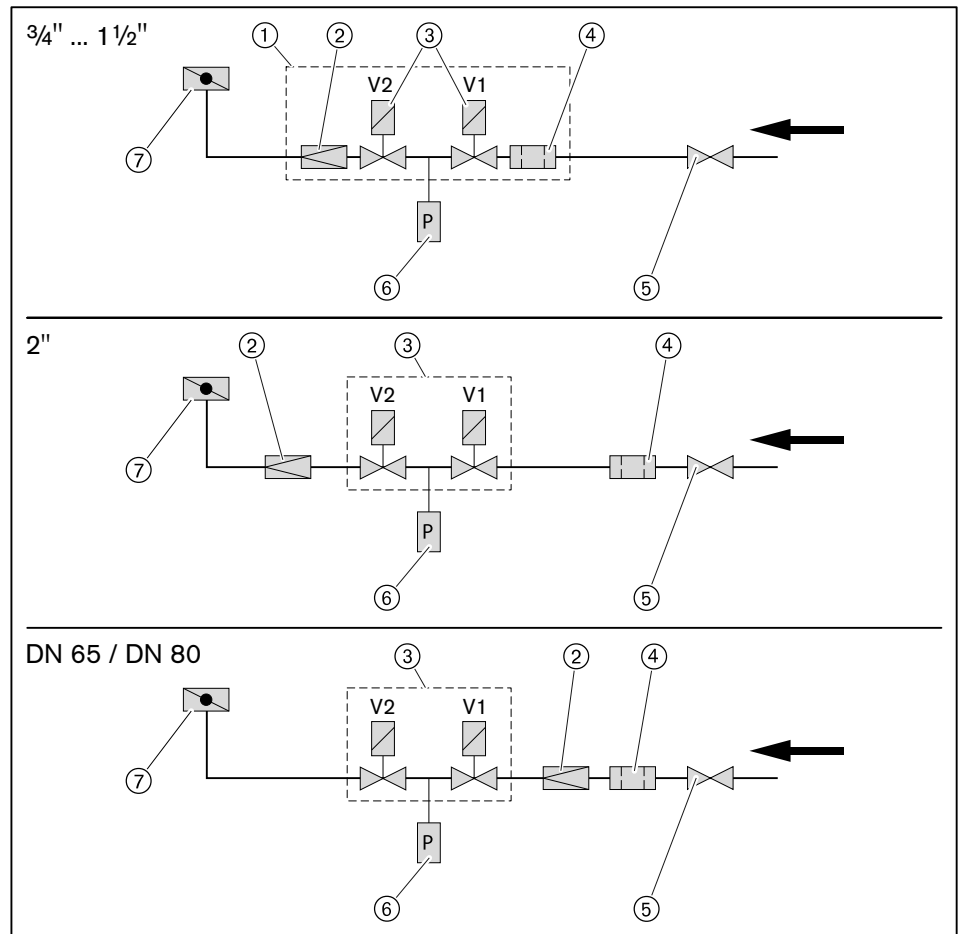 ¾" ... 1½"
① ② ③ ④
V2 V1
⑦
P
⑥ ⑤
2"
② ③ ④
V2 V1
⑦
P
⑥ ⑤
DN 65 / DN 80
③ ② ④
V2 V1
⑦
P
⑥ ⑤